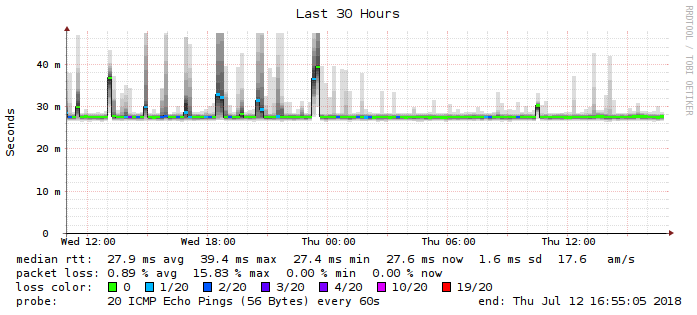 Last 30 Hours
RRDTOOL / TOBI OETIKER
Seconds
40 m
30 m
20 m
10 m
0
Wed 12:00 Wed 18:00 Thu 00:00 Thu 06:00 Thu 12:00
median rtt: 27.9 ms avg 39.4 ms max 27.4 ms min 27.6 ms now 1.6 ms sd 17.6 am/s
packet loss: 0.89 % avg 15.83 % max 0.00 % min 0.00 % now
loss color: 0 1/20 2/20 3/20 4/20 10/20 19/20
probe: 20 ICMP Echo Pings (56 Bytes) every 60s end: Thu Jul 12 16:55:05 2018